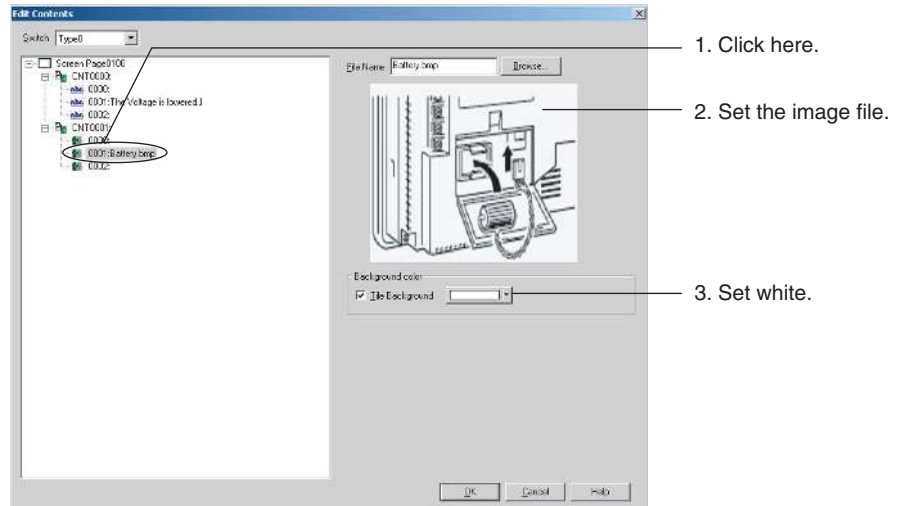 Edit Contents
Switch Type0
Screen Page0100
CNT0000:
0000:
0001:The Voltage is lowered.!
0002:
CNT0001:
0000:
0001:Battery.bmp
0002:
File Name Battery.bmp Browse...
Background color
Tile Background
OK Cancel Help
1. Click here.
2. Set the image file.
3. Set white.